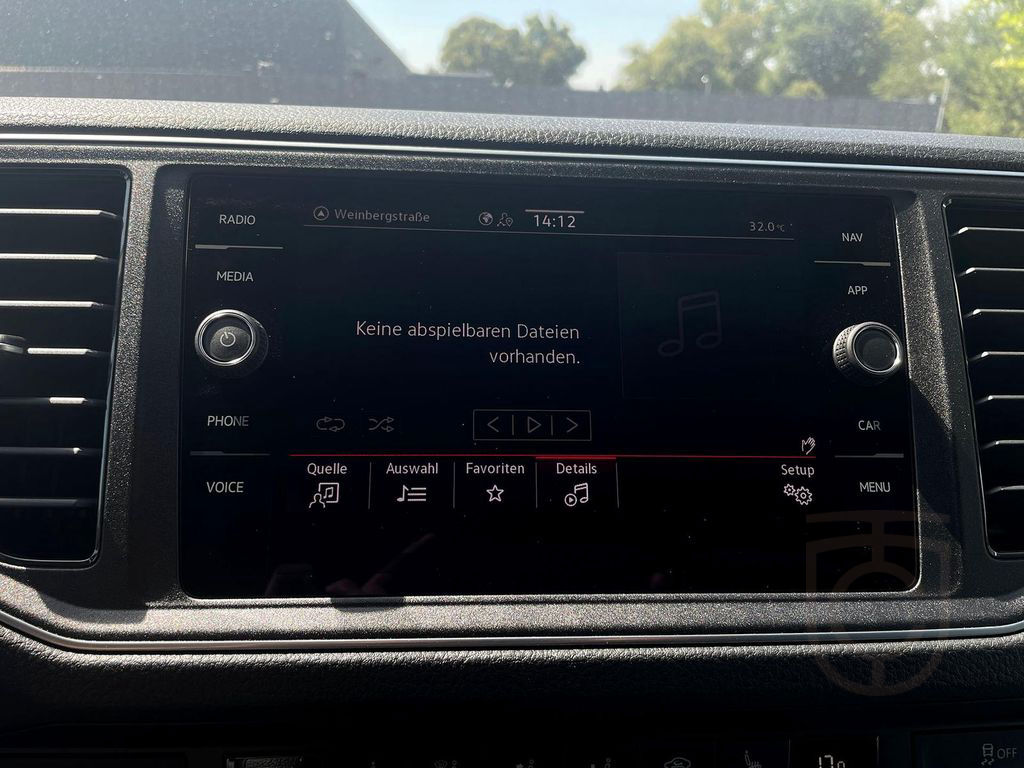 RADIO
MEDIA
PHONE
VOICE
Weinbergstraße
14:12
32.0°C
Keine abspielbaren Dateien
vorhanden.
Quelle
Auswahl
Favoriten
Details
Setup
NAV
APP
CAR
MENU
OFF